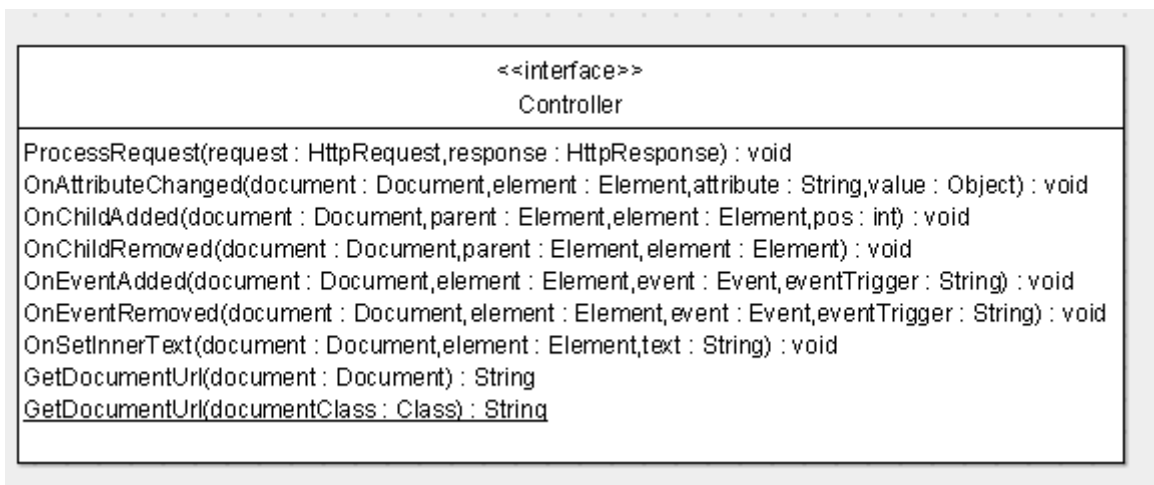 <<interface>>
Controller
ProcessRequest(request : HttpRequest,response : HttpResponse) : void
OnAttributeChanged(document : Document,element : Element,attribute : String,value : Object) : void
OnChildAdded(document : Document,parent : Element,element : Element,pos : int) : void
OnChildRemoved(document : Document,parent : Element,element : Element) : void
OnEventAdded(document : Document,element : Element,event : Event,eventTrigger : String) : void
OnEventRemoved(document : Document,element : Element,event : Event,eventTrigger : String) : void
OnSetInnerText(document : Document,element : Element,text : String) : void
GetDocumentUrl(document : Document) : String
GetDocumentUrl(documentClass : Class) : String